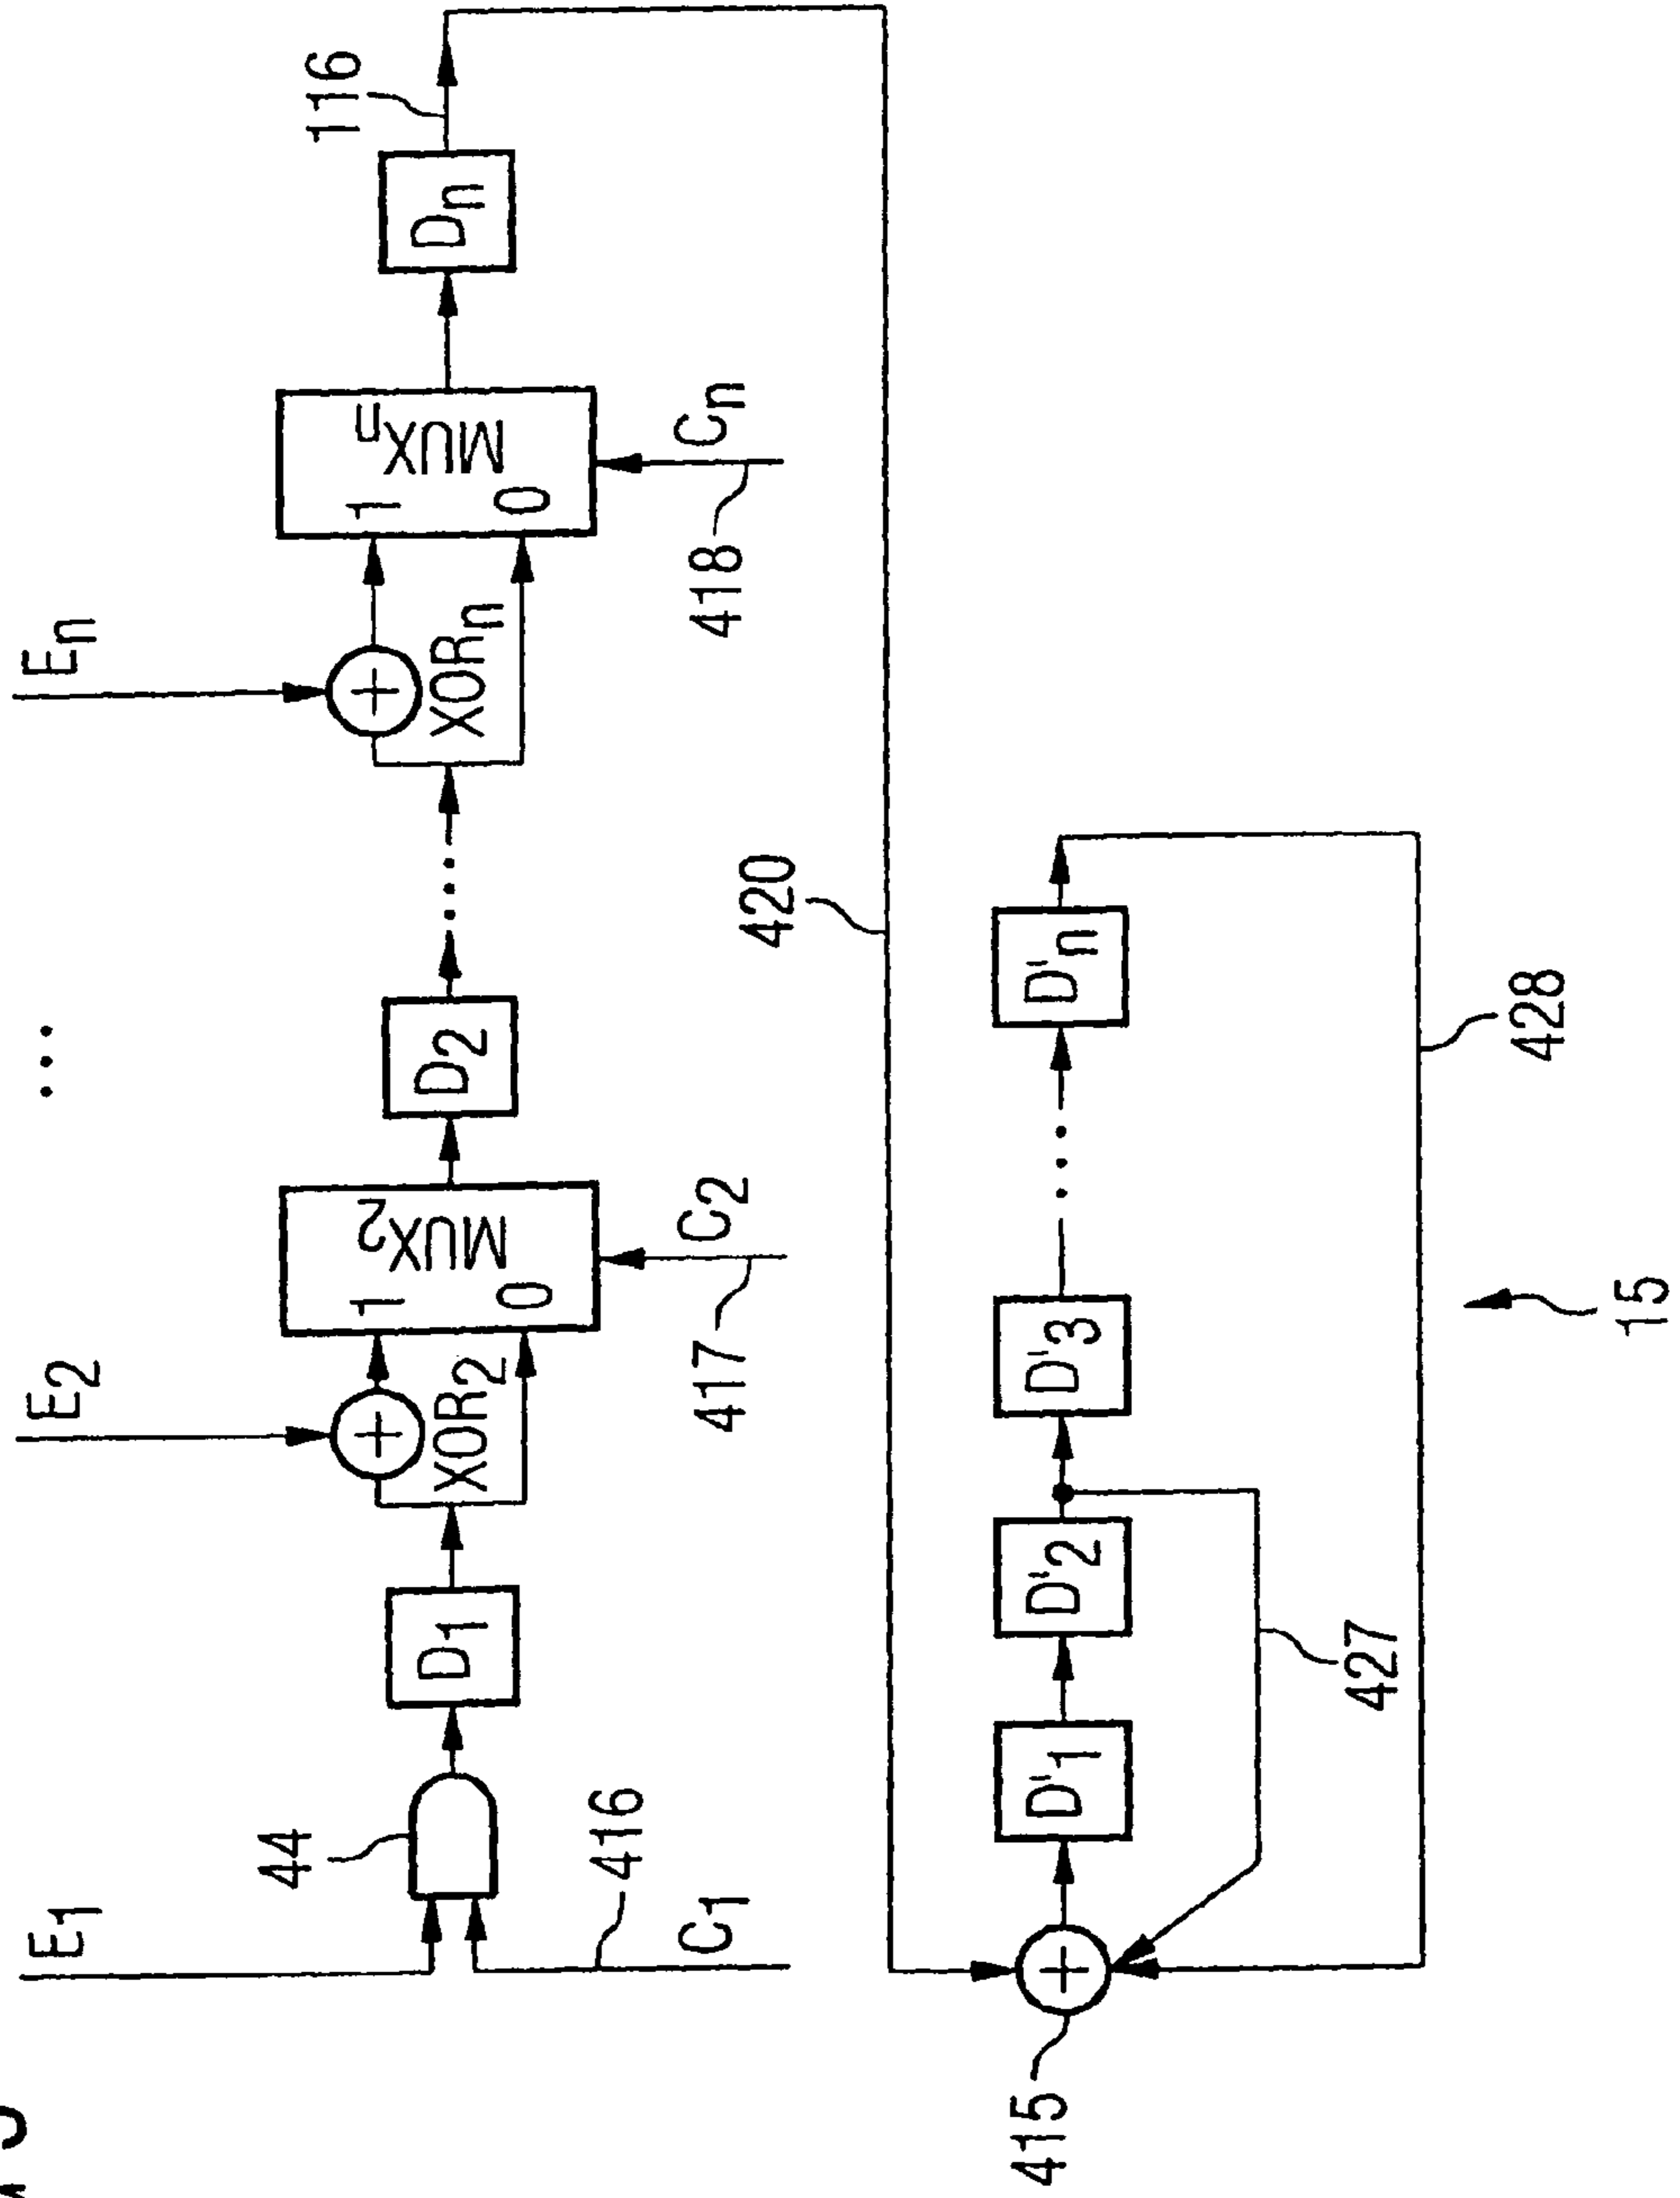 E1
E2
...
En
44
D1
XOR2
1
0
MUX2
D2
....
XORn
1
0
MUXn
Dn
116
416
C1
417
C2
418
Cn
420
415
D'1
D'2
D'3
...
D'n
427
428
15